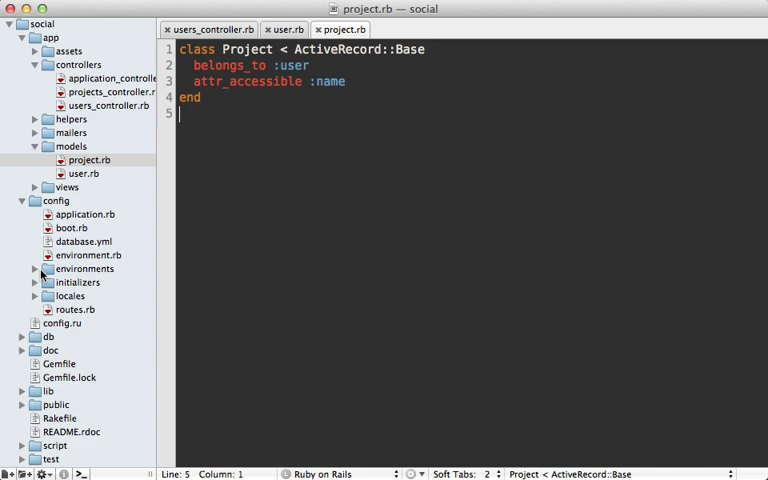 project.rb — social
social
app
assets
controllers
application_controlle
projects_controller.r
users_controller.rb
helpers
mailers
models
project.rb
user.rb
views
config
application.rb
boot.rb
database.yml
environment.rb
environments
initializers
locales
routes.rb
config.ru
db
doc
Gemfile
Gemfile.lock
lib
public
Rakefile
README.rdoc
script
test
users_controller.rb
user.rb
project.rb
1 class Project < ActiveRecord::Base
2 belongs_to :user
3 attr_accessible :name
4 end
5
Line: 5 Column: 1 Ruby on Rails Soft Tabs: 2 Project < ActiveRecord::Base